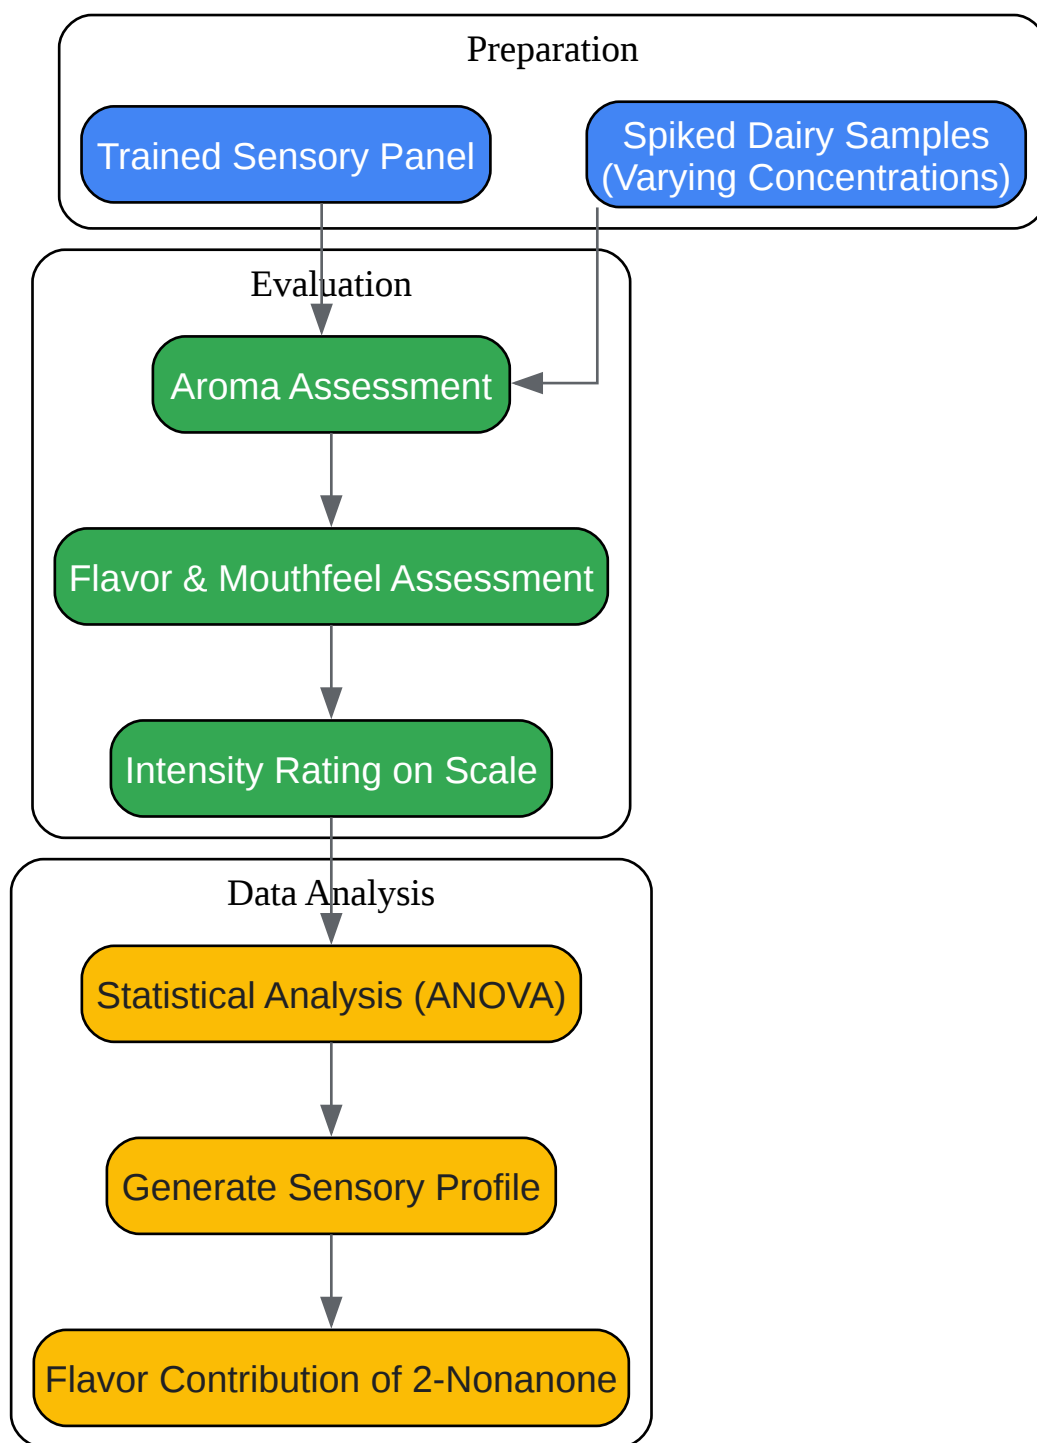 Preparation
Trained Sensory Panel
Spiked Dairy Samples
(Varying Concentrations)
Evaluation
Aroma Assessment
Flavor & Mouthfeel Assessment
Intensity Rating on Scale
Data Analysis
Statistical Analysis (ANOVA)
Generate Sensory Profile
Flavor Contribution of 2-Nonanone